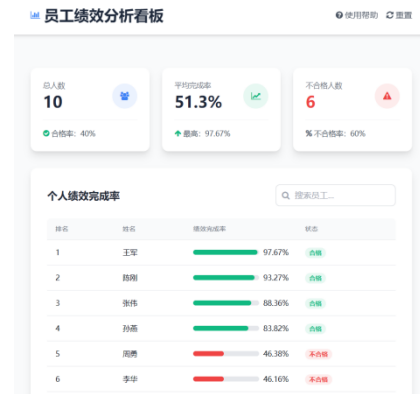 员工绩效分析看板
使用帮助 重置
总人数
10
合格率: 40%
平均完成率
51.3%
最高: 97.67%
不合格人数
6
不合格率: 60%
个人绩效完成率
搜索员工...
排名 姓名 绩效完成率 状态
1 王军 97.67% 合格
2 陈刚 93.27% 合格
3 张伟 88.36% 合格
4 孙燕 83.82% 合格
5 周勇 46.38% 不合格
6 李华 46.16% 不合格